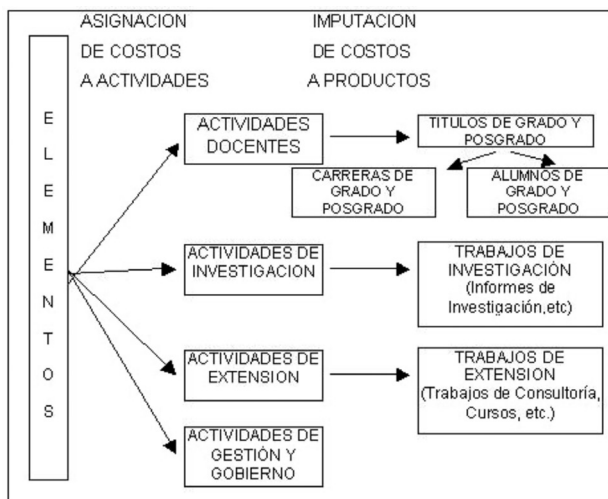 ASIGNACION
DE COSTOS
A ACTIVIDADES
IMPUTACION
DE COSTOS
A PRODUCTOS
E
L
E
M
E
N
T
O
S
ACTIVIDADES
DOCENTES
TITULOS DE GRADO Y
POSGRADO
CARRERAS DE
GRADO Y
POSGRADO
ALUMNOS DE
GRADO Y
POSGRADO
ACTIVIDADES DE
INVESTIGACION
TRABAJOS DE
INVESTIGACIÓN
(Informes de
Investigación,etc)
ACTIVIDADES DE
EXTENSION
TRABAJOS DE
EXTENSION
(Trabajos de Consultoría,
Cursos, etc.)
ACTIVIDADES DE
GESTIÓN Y
GOBIERNO